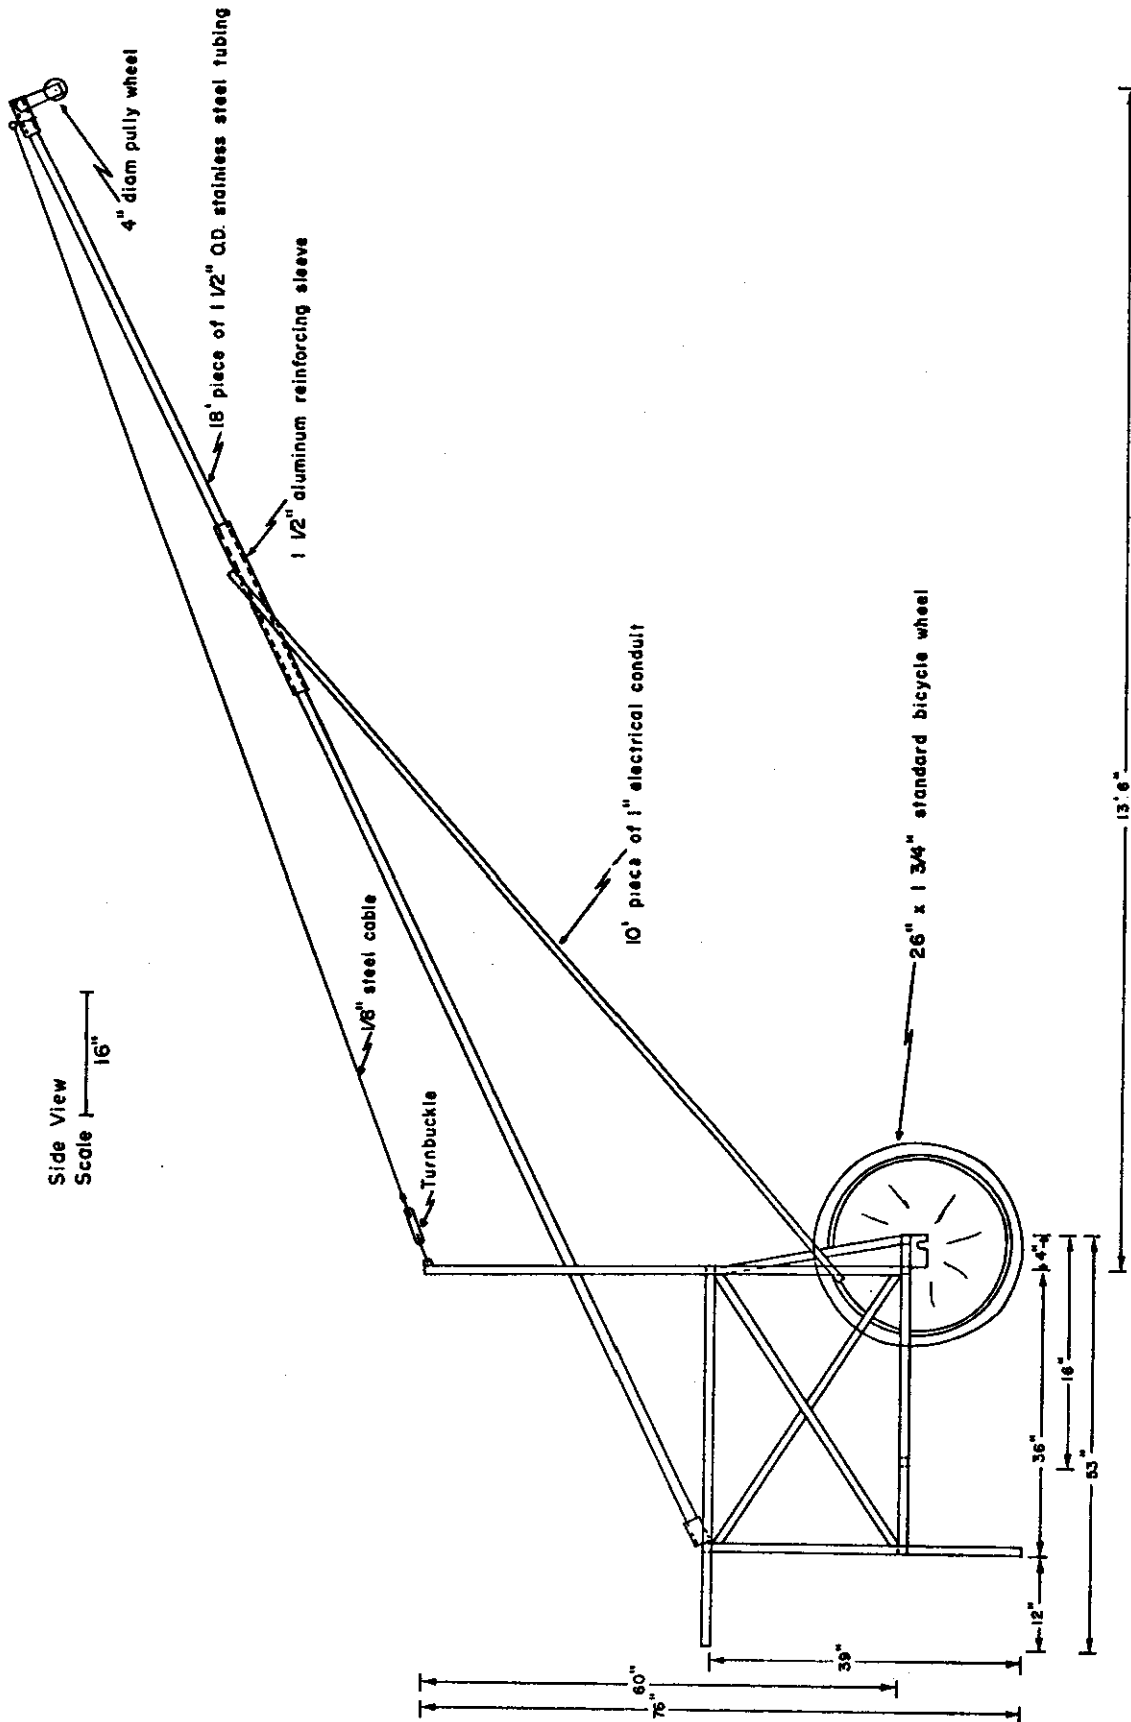 Side View
Scale
16"
4" diam pully wheel
18' piece of 1 1/2" O.D. stainless steel tubing
1 1/2" aluminum reinforcing sleeve
1/8" steel cable
Turnbuckle
10' piece of 1" electrical conduit
26" x 1 3/4" standard bicycle wheel
76"
60"
39"
12"
36"
4"
16"
53"
13'6"